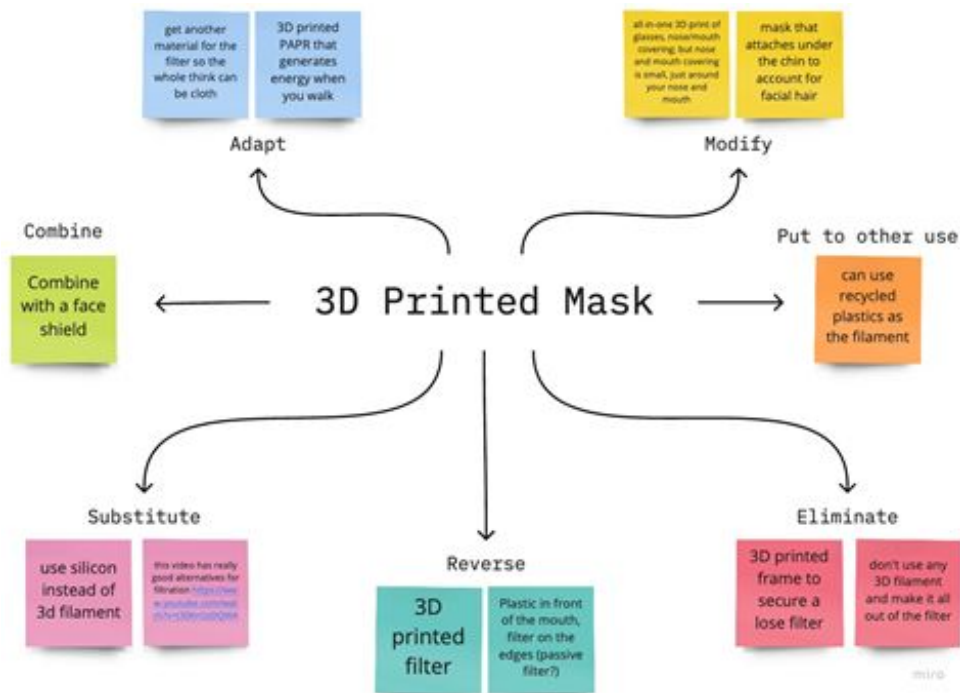 get another
material for the
filter so the
whole think can
be cloth
3D printed
PAPR that
generates
energy when
you walk
Adapt
all-in-one 3D-print of
glasses, nose/mouth
covering, but nose
and mouth covering
is small, just around
your nose and
mouth
mask that
attaches under
the chin to
account for
facial hair
Modify
Combine
Combine
with a face
shield
3D Printed Mask
Put to other use
can use
recycled
plastics as
the filament
Substitute
use silicon
instead of
3d filament
this video has really
good alternatives for
filtration
Reverse
3D
printed
filter
Plastic in front
of the mouth,
filter on the
edges (passive
filter?)
Eliminate
3D printed
frame to
secure a
lose filter
don't use any
3D filament
and make it all
out of the filter
miro